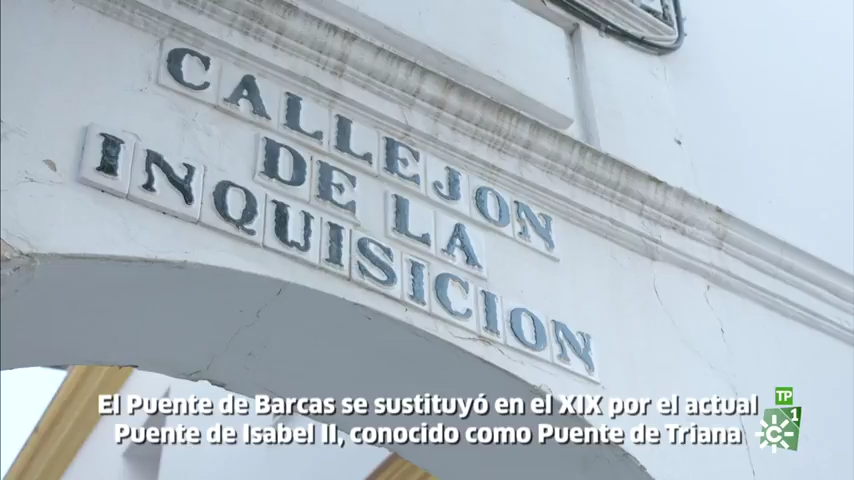 CALLEJON
DE LA
INQUISICION
El Puente de Barcas se sustituyó en el XIX por el actual
Puente de Isabel II, conocido como Puente de Triana
TP
1